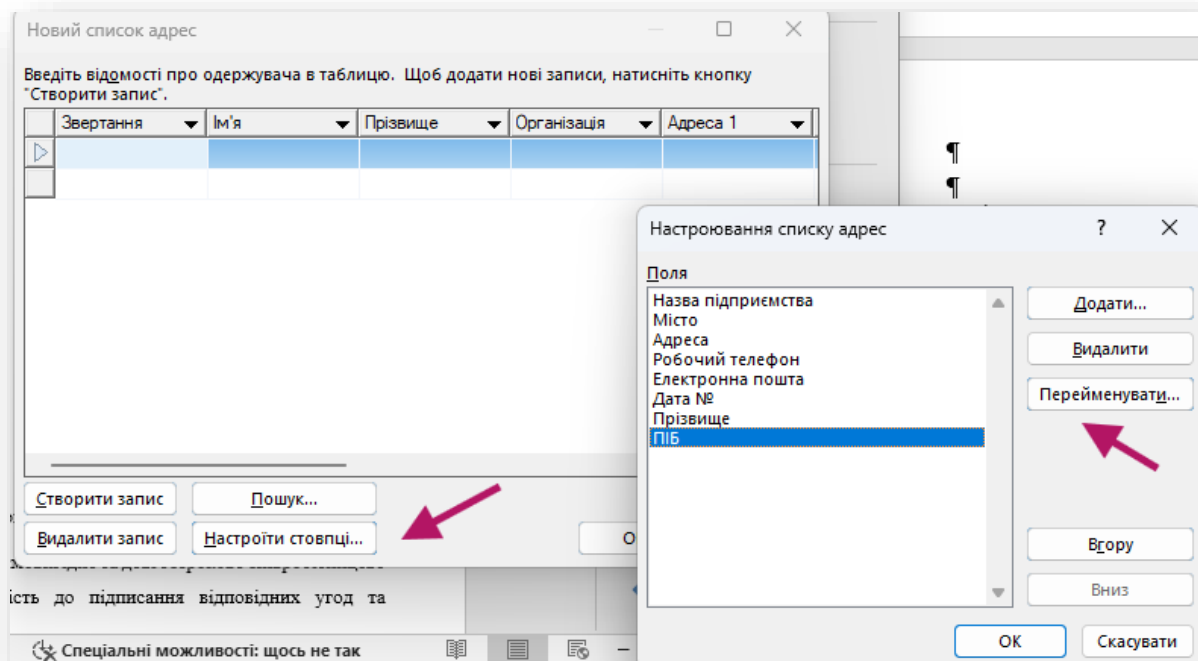 Новий список адрес
Введіть відомості про одержувача в таблицю. Щоб додати нові записи, натисніть кнопку
"Створити запис".
Звертання Ім'я Прізвище Організація Адреса 1
¶
¶
Створити запис Пошук...
Видалити запис Настроїти стовпці...
Настроювання списку адрес ?
Поля
Назва підприємства
Місто
Адреса
Робочий телефон
Електронна пошта
Дата №
Прізвище
ПІБ
Додати...
Видалити
Перейменувати...
Вгору
Вниз
ОК Скасувати
до підписання відповідних угод та
Спеціальні можливості: щось не так